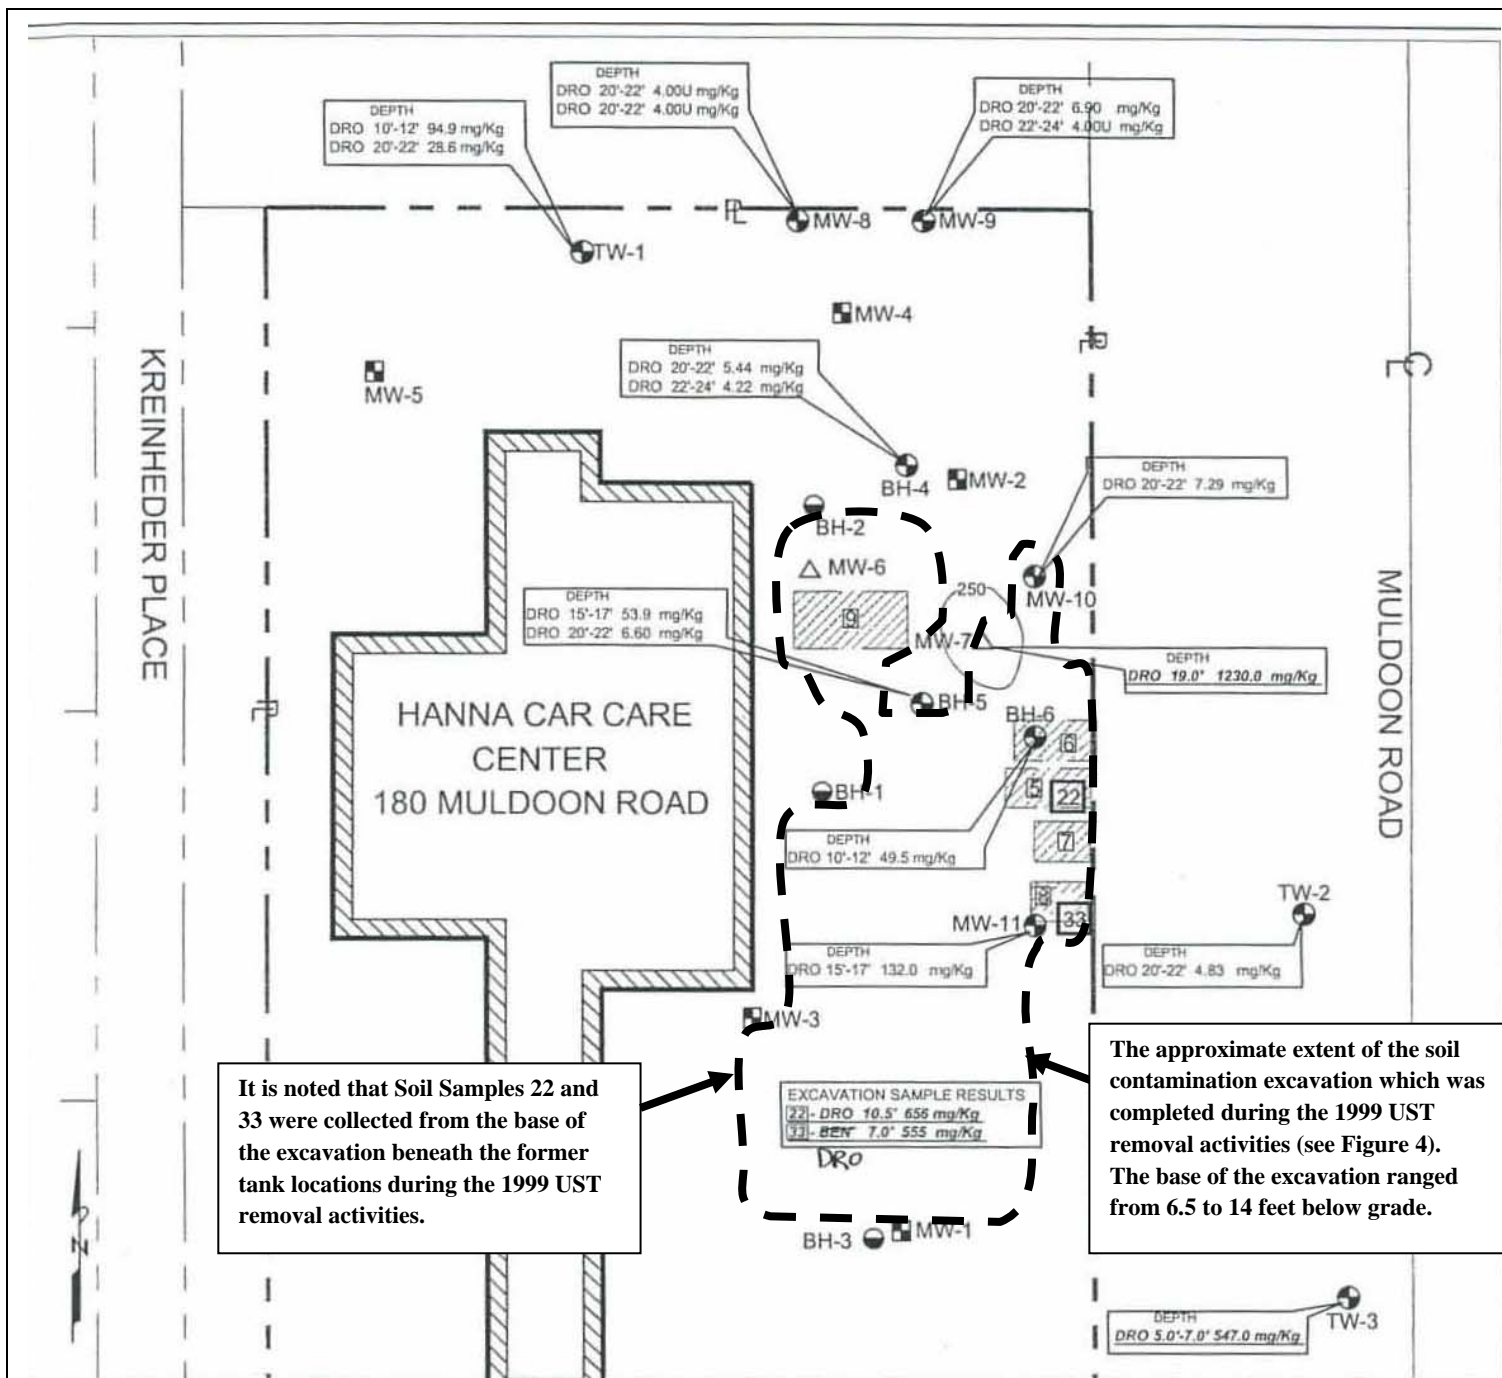 DEPTH
DRO 20'-22' 4.00U mg/Kg
DRO 20'-22' 4.00U mg/Kg
DEPTH
DRO 20'-22' 6.90 mg/Kg
DRO 22'-24' 4.00U mg/Kg
DEPTH
DRO 10'-12' 94.9 mg/Kg
DRO 20'-22' 28.6 mg/Kg
PL
MW-8
MW-9
TW-1
MW-4
PL
CL
MW-5
DEPTH
DRO 20'-22' 5.44 mg/Kg
DRO 22'-24' 4.22 mg/Kg
KREINHEDER PLACE
BH-4
MW-2
DEPTH
DRO 20'-22' 7.29 mg/Kg
BH-2
MW-6
250
MW-10
DEPTH
DRO 15'-17' 53.9 mg/Kg
DRO 20'-22' 6.60 mg/Kg
9
MW-7
MULDOON ROAD
DEPTH
DRO 19.0' 1230.0 mg/Kg
PL
HANNA CAR CARE
CENTER
180 MULDOON ROAD
BH-5
BH-6
6
5
22
BH-1
7
DEPTH
DRO 10'-12' 49.5 mg/Kg
8
33
MW-11
TW-2
DEPTH
DRO 15'-17' 132.0 mg/Kg
DEPTH
DRO 20'-22' 4.83 mg/Kg
MW-3
It is noted that Soil Samples 22 and
33 were collected from the base of
the excavation beneath the former
tank locations during the 1999 UST
removal activities.
EXCAVATION SAMPLE RESULTS
22 - DRO 10.5' 656 mg/Kg
33 - BEN 7.0' 555 mg/Kg
DRO
The approximate extent of the soil
contamination excavation which was
completed during the 1999 UST
removal activities (see Figure 4).
The base of the excavation ranged
from 6.5 to 14 feet below grade.
N
BH-3
MW-1
DEPTH
DRO 5.0'-7.0' 547.0 mg/Kg
TW-3